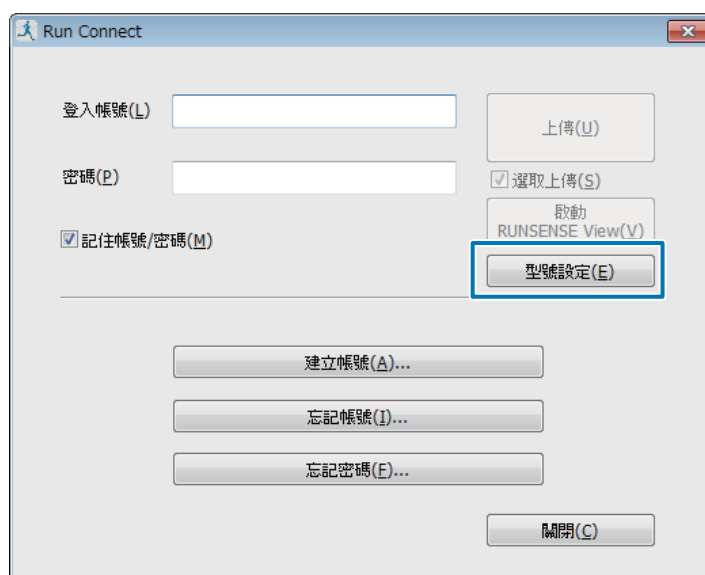 Run Connect
登入帳號(L)
上傳(U)
密碼(P)
選取上傳(S)
啟動
RUNSENSE View(V)
記住帳號/密碼(M)
型號設定(E)
建立帳號(A)...
忘記帳號(I)...
忘記密碼(F)...
關閉(C)